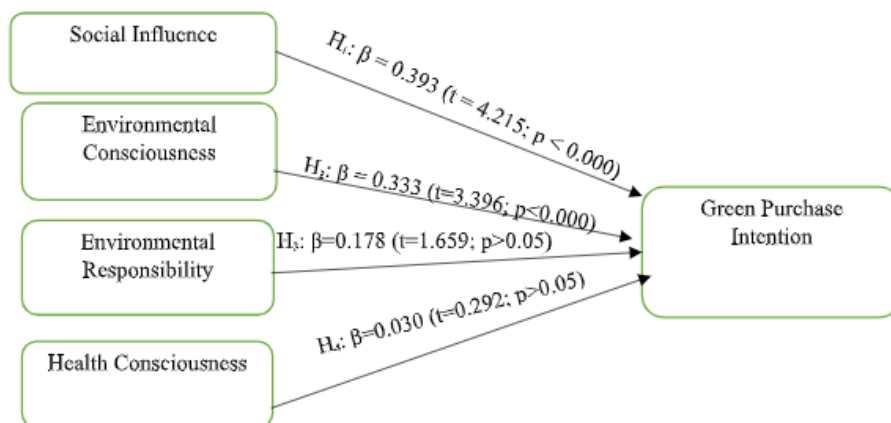 Social Influence
H₁: β = 0.393 (t = 4.215; p < 0.000)
Environmental
Consciousness
H₂: β = 0.333 (t=3.396; p<0.000)
Green Purchase
Intention
Environmental
Responsibility
H₃: β=0.178 (t=1.659; p>0.05)
H₄: β=0.030 (t=0.292; p>0.05)
Health Consciousness